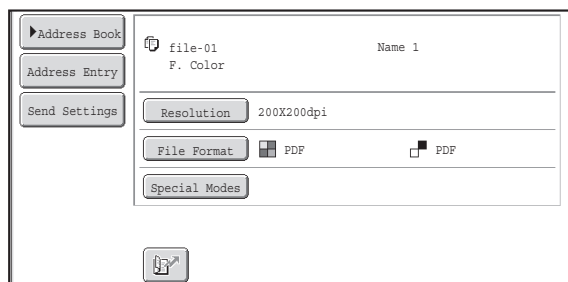 Address Book
Address Entry
Send Settings
file-01 Name 1
F. Color
Resolution 200X200dpi
File Format PDF PDF
Special Modes